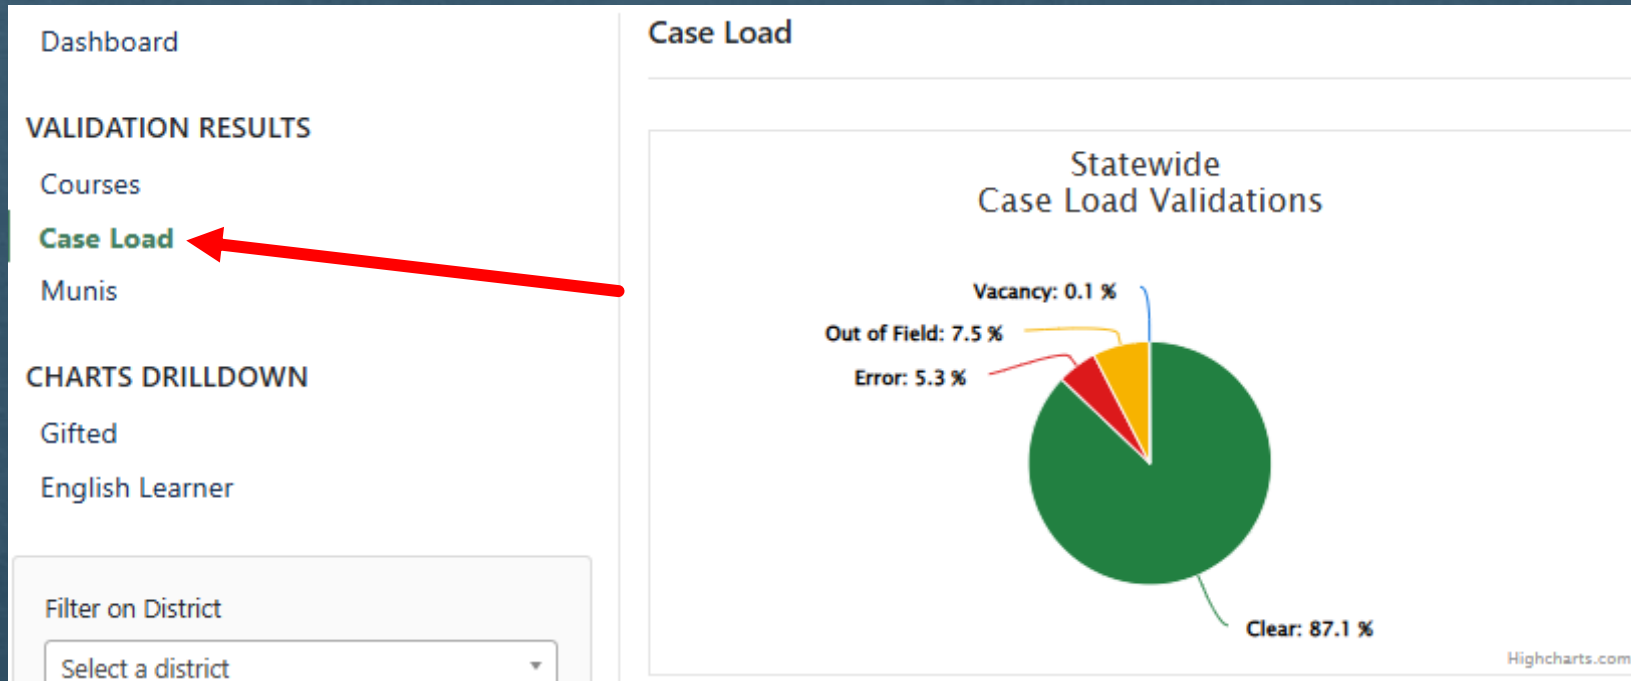 Dashboard
VALIDATION RESULTS
Courses
Case Load
Munis
CHARTS DRILLDOWN
Gifted
English Learner
Filter on District
Select a district
Case Load
Statewide
Case Load Validations
Vacancy: 0.1 %
Out of Field: 7.5 %
Error: 5.3 %
Clear: 87.1 %
Highcharts.com